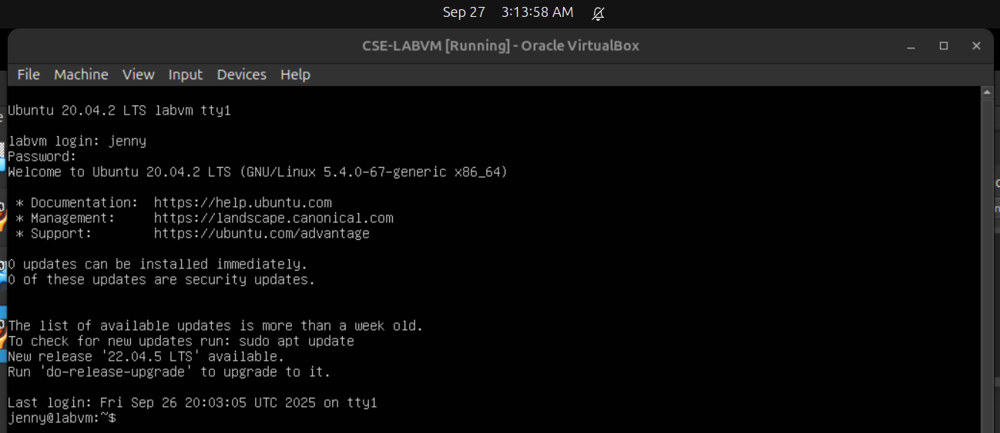 Sep 27 3:13:58 AM
CSE-LABVM [Running] - Oracle VirtualBox
File Machine View Input Devices Help
Ubuntu 20.04.2 LTS labvm tty1
labvm login: jenny
Password:
Welcome to Ubuntu 20.04.2 LTS (GNU/Linux 5.4.0-67-generic x86_64)
* Documentation: https://help.ubuntu.com
* Management: https://landscape.canonical.com
* Support: https://ubuntu.com/advantage
0 updates can be installed immediately.
0 of these updates are security updates.
The list of available updates is more than a week old.
To check for new updates run: sudo apt update
New release '22.04.5 LTS' available.
Run 'do-release-upgrade' to upgrade to it.
Last login: Fri Sep 26 20:03:05 UTC 2025 on tty1
jenny@labvm:~$